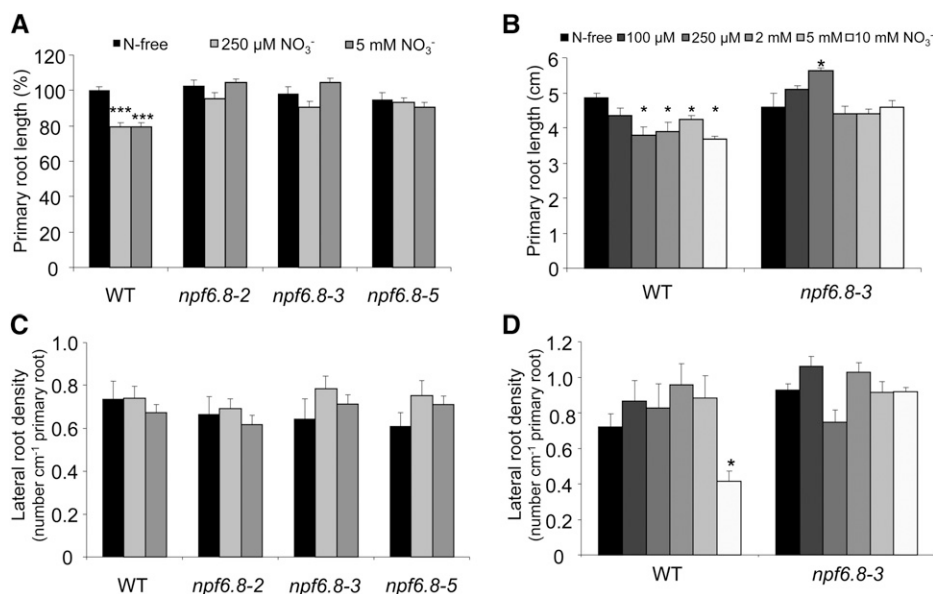 A
N-free 250 µM NO₃⁻ 5 mM NO₃⁻
Primary root length (%)
120
100
80
60
40
20
0
*** ***
WT npf6.8-2 npf6.8-3 npf6.8-5
B
N-free 100 µM 250 µM 2 mM 5 mM 10 mM NO₃⁻
Primary root length (cm)
6
5
4
3
2
1
0
* * * * *
WT npf6.8-3
C
Lateral root density
(number cm⁻¹ primary root)
1.0
0.8
0.6
0.4
0.2
0
WT npf6.8-2 npf6.8-3 npf6.8-5
D
Lateral root density
(number cm⁻¹ primary root)
1.2
1.0
0.8
0.6
0.4
0.2
0
*
WT npf6.8-3